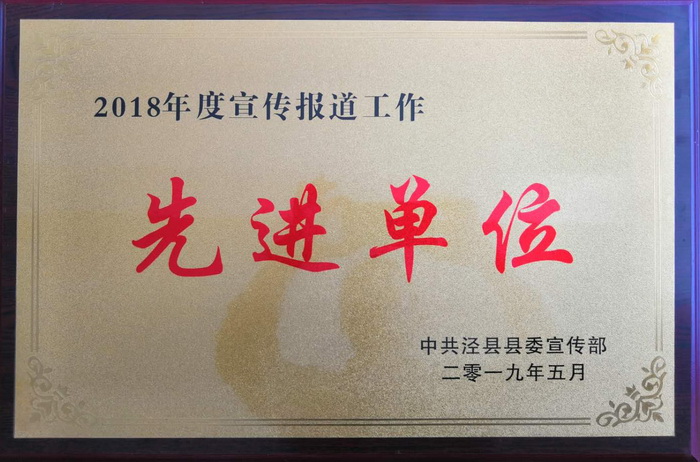 2018年度宣传报道工作
先进单位
中共泾县县委宣传部
二零一九年五月